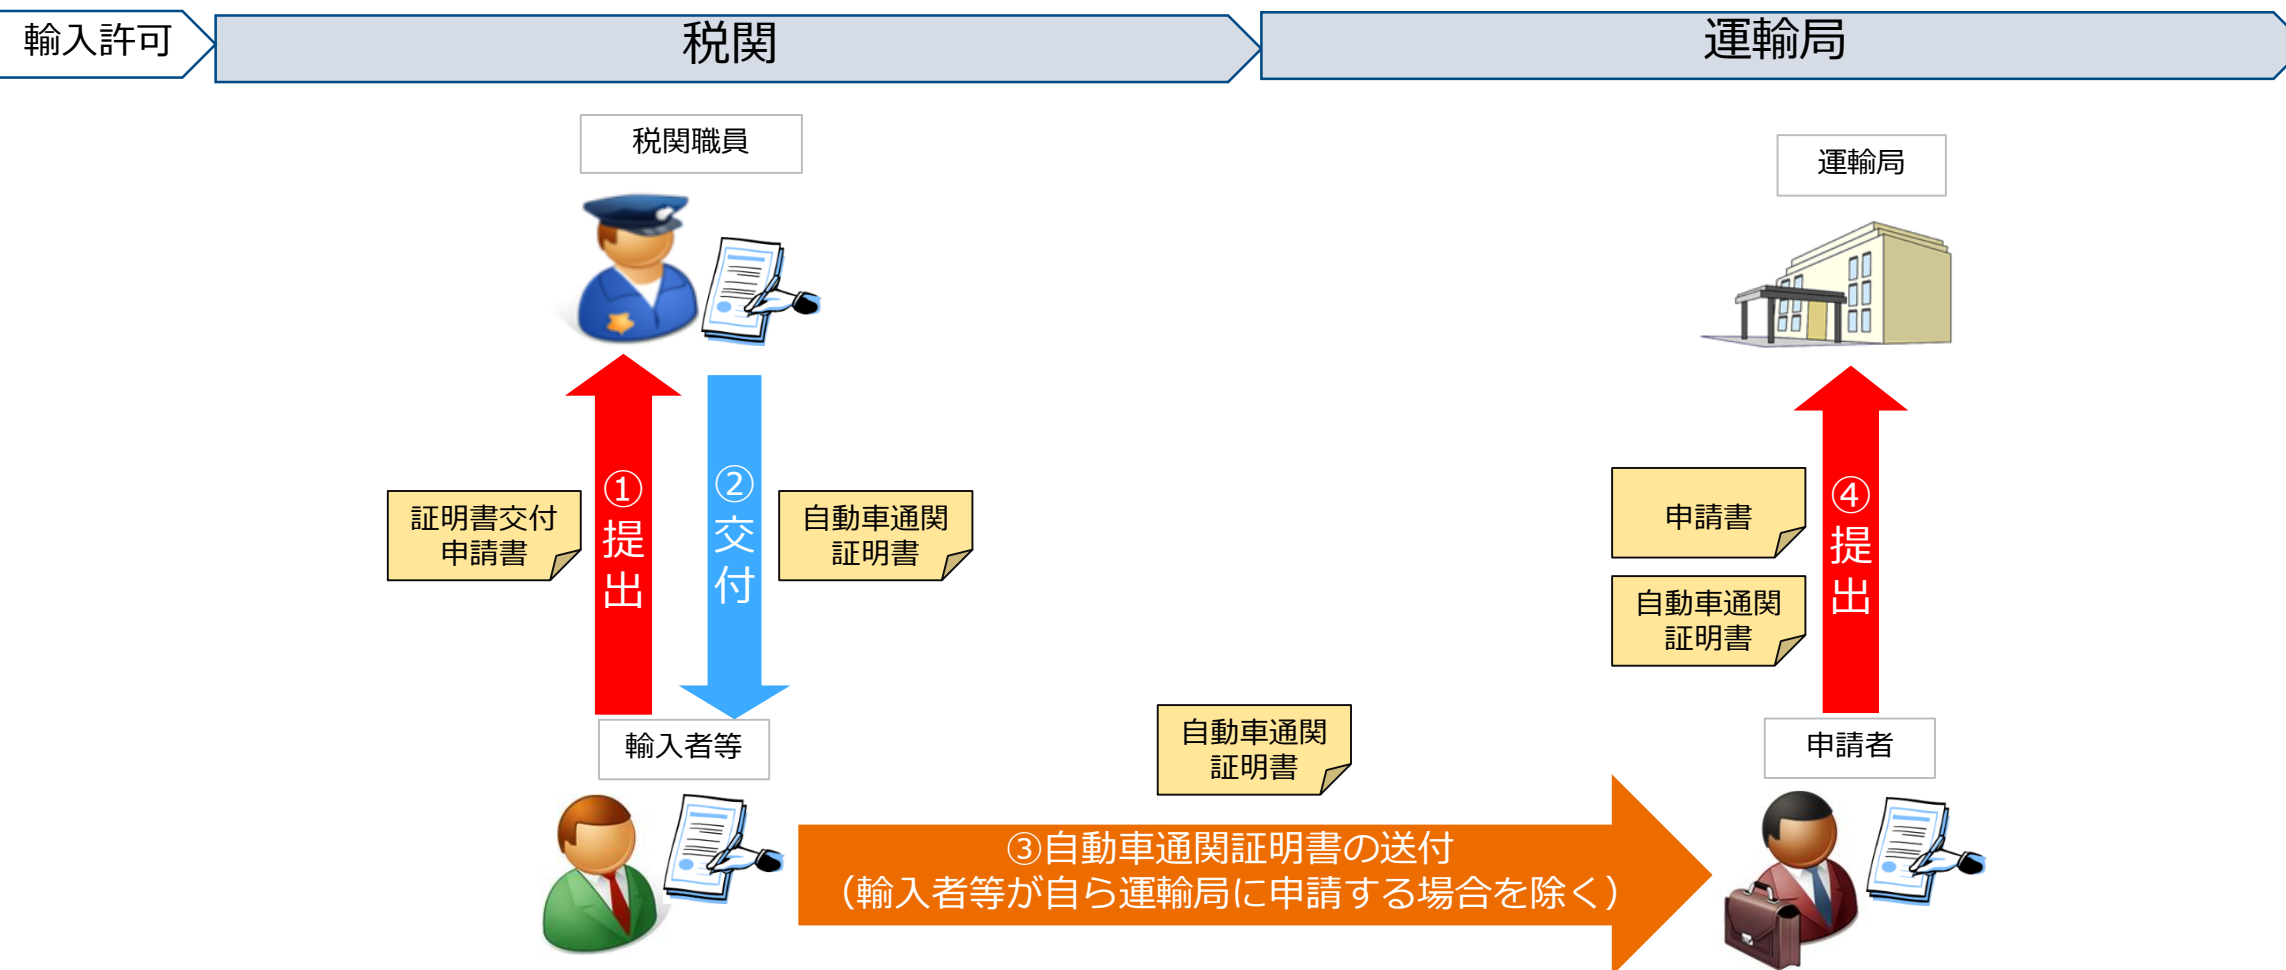 輸入許可
税関
運輸局
税関職員
運輸局
証明書交付
申請書
①提出
②交付
自動車通関
証明書
申請書
自動車通関
証明書
④提出
輸入者等
自動車通関
証明書
申請者
③自動車通関証明書の送付
（輸入者等が自ら運輸局に申請する場合を除く）